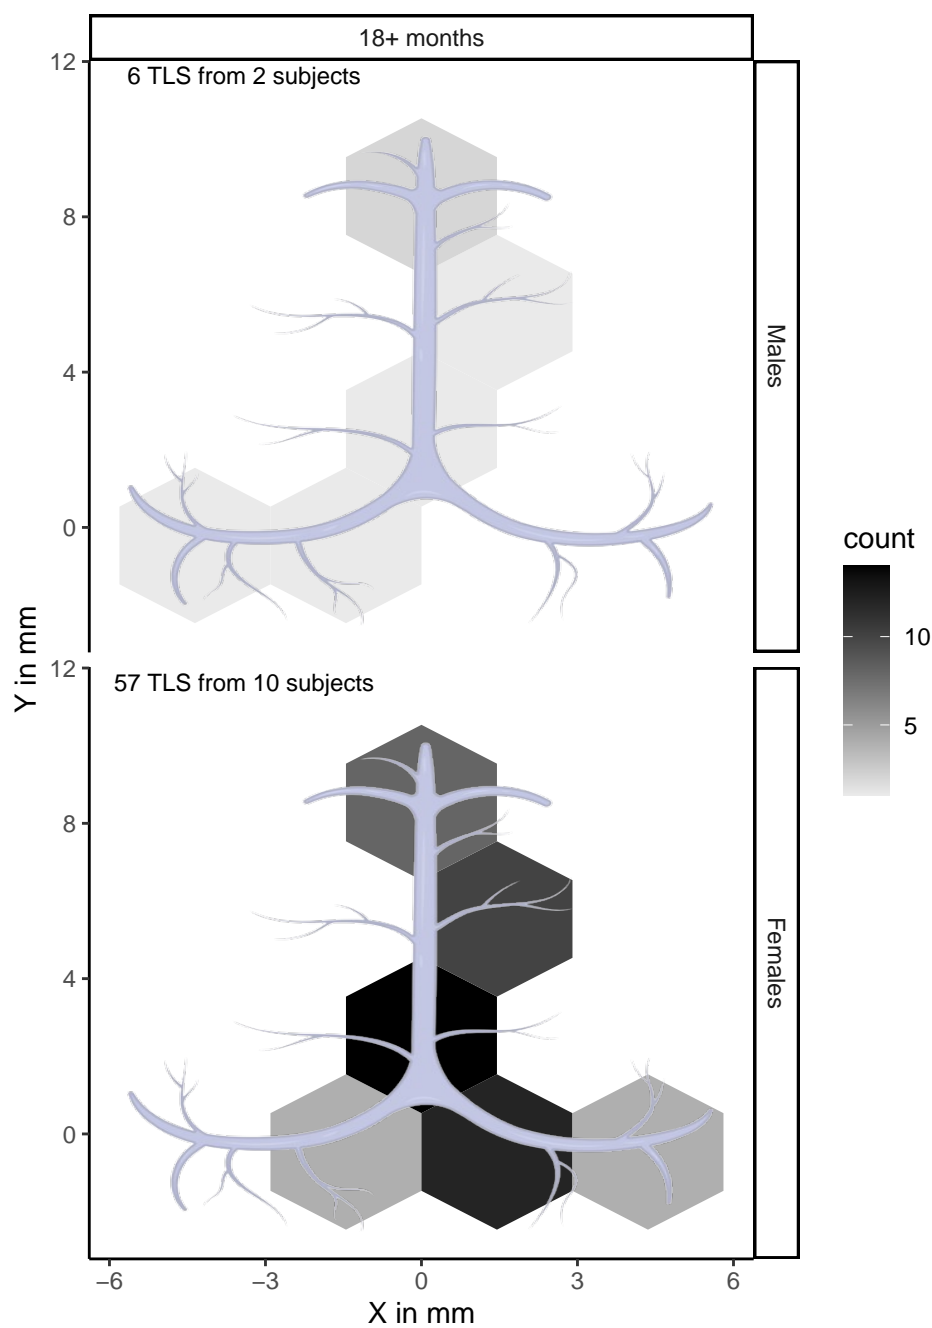 18+ months
12
6 TLS from 2 subjects
8
4
0
Males
Y in mm
12
57 TLS from 10 subjects
8
4
0
Females
−6
−3
0
3
6
X in mm
count
10
5